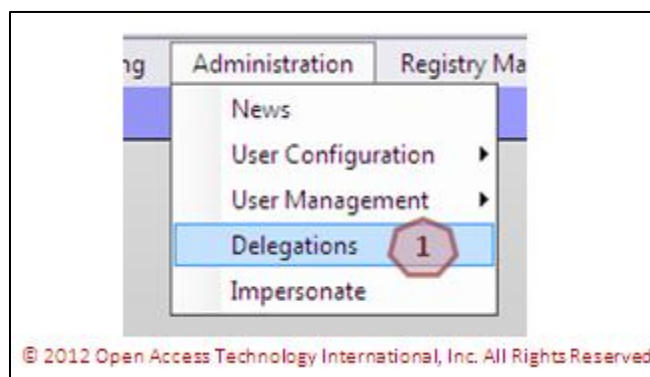 ng Administration Registry Ma
News
User Configuration
User Management
Delegations 1
Impersonate
© 2012 Open Access Technology International, Inc. All Rights Reserved